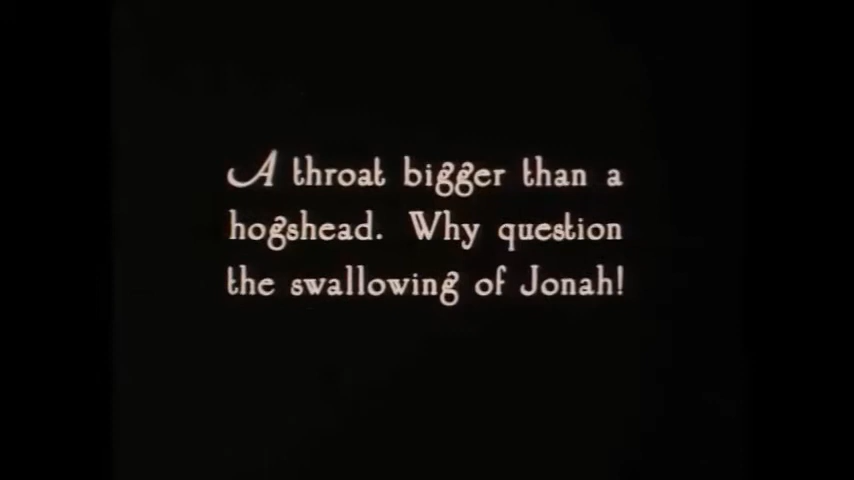 A throat bigger than a
hogshead. Why question
the swallowing of Jonah!